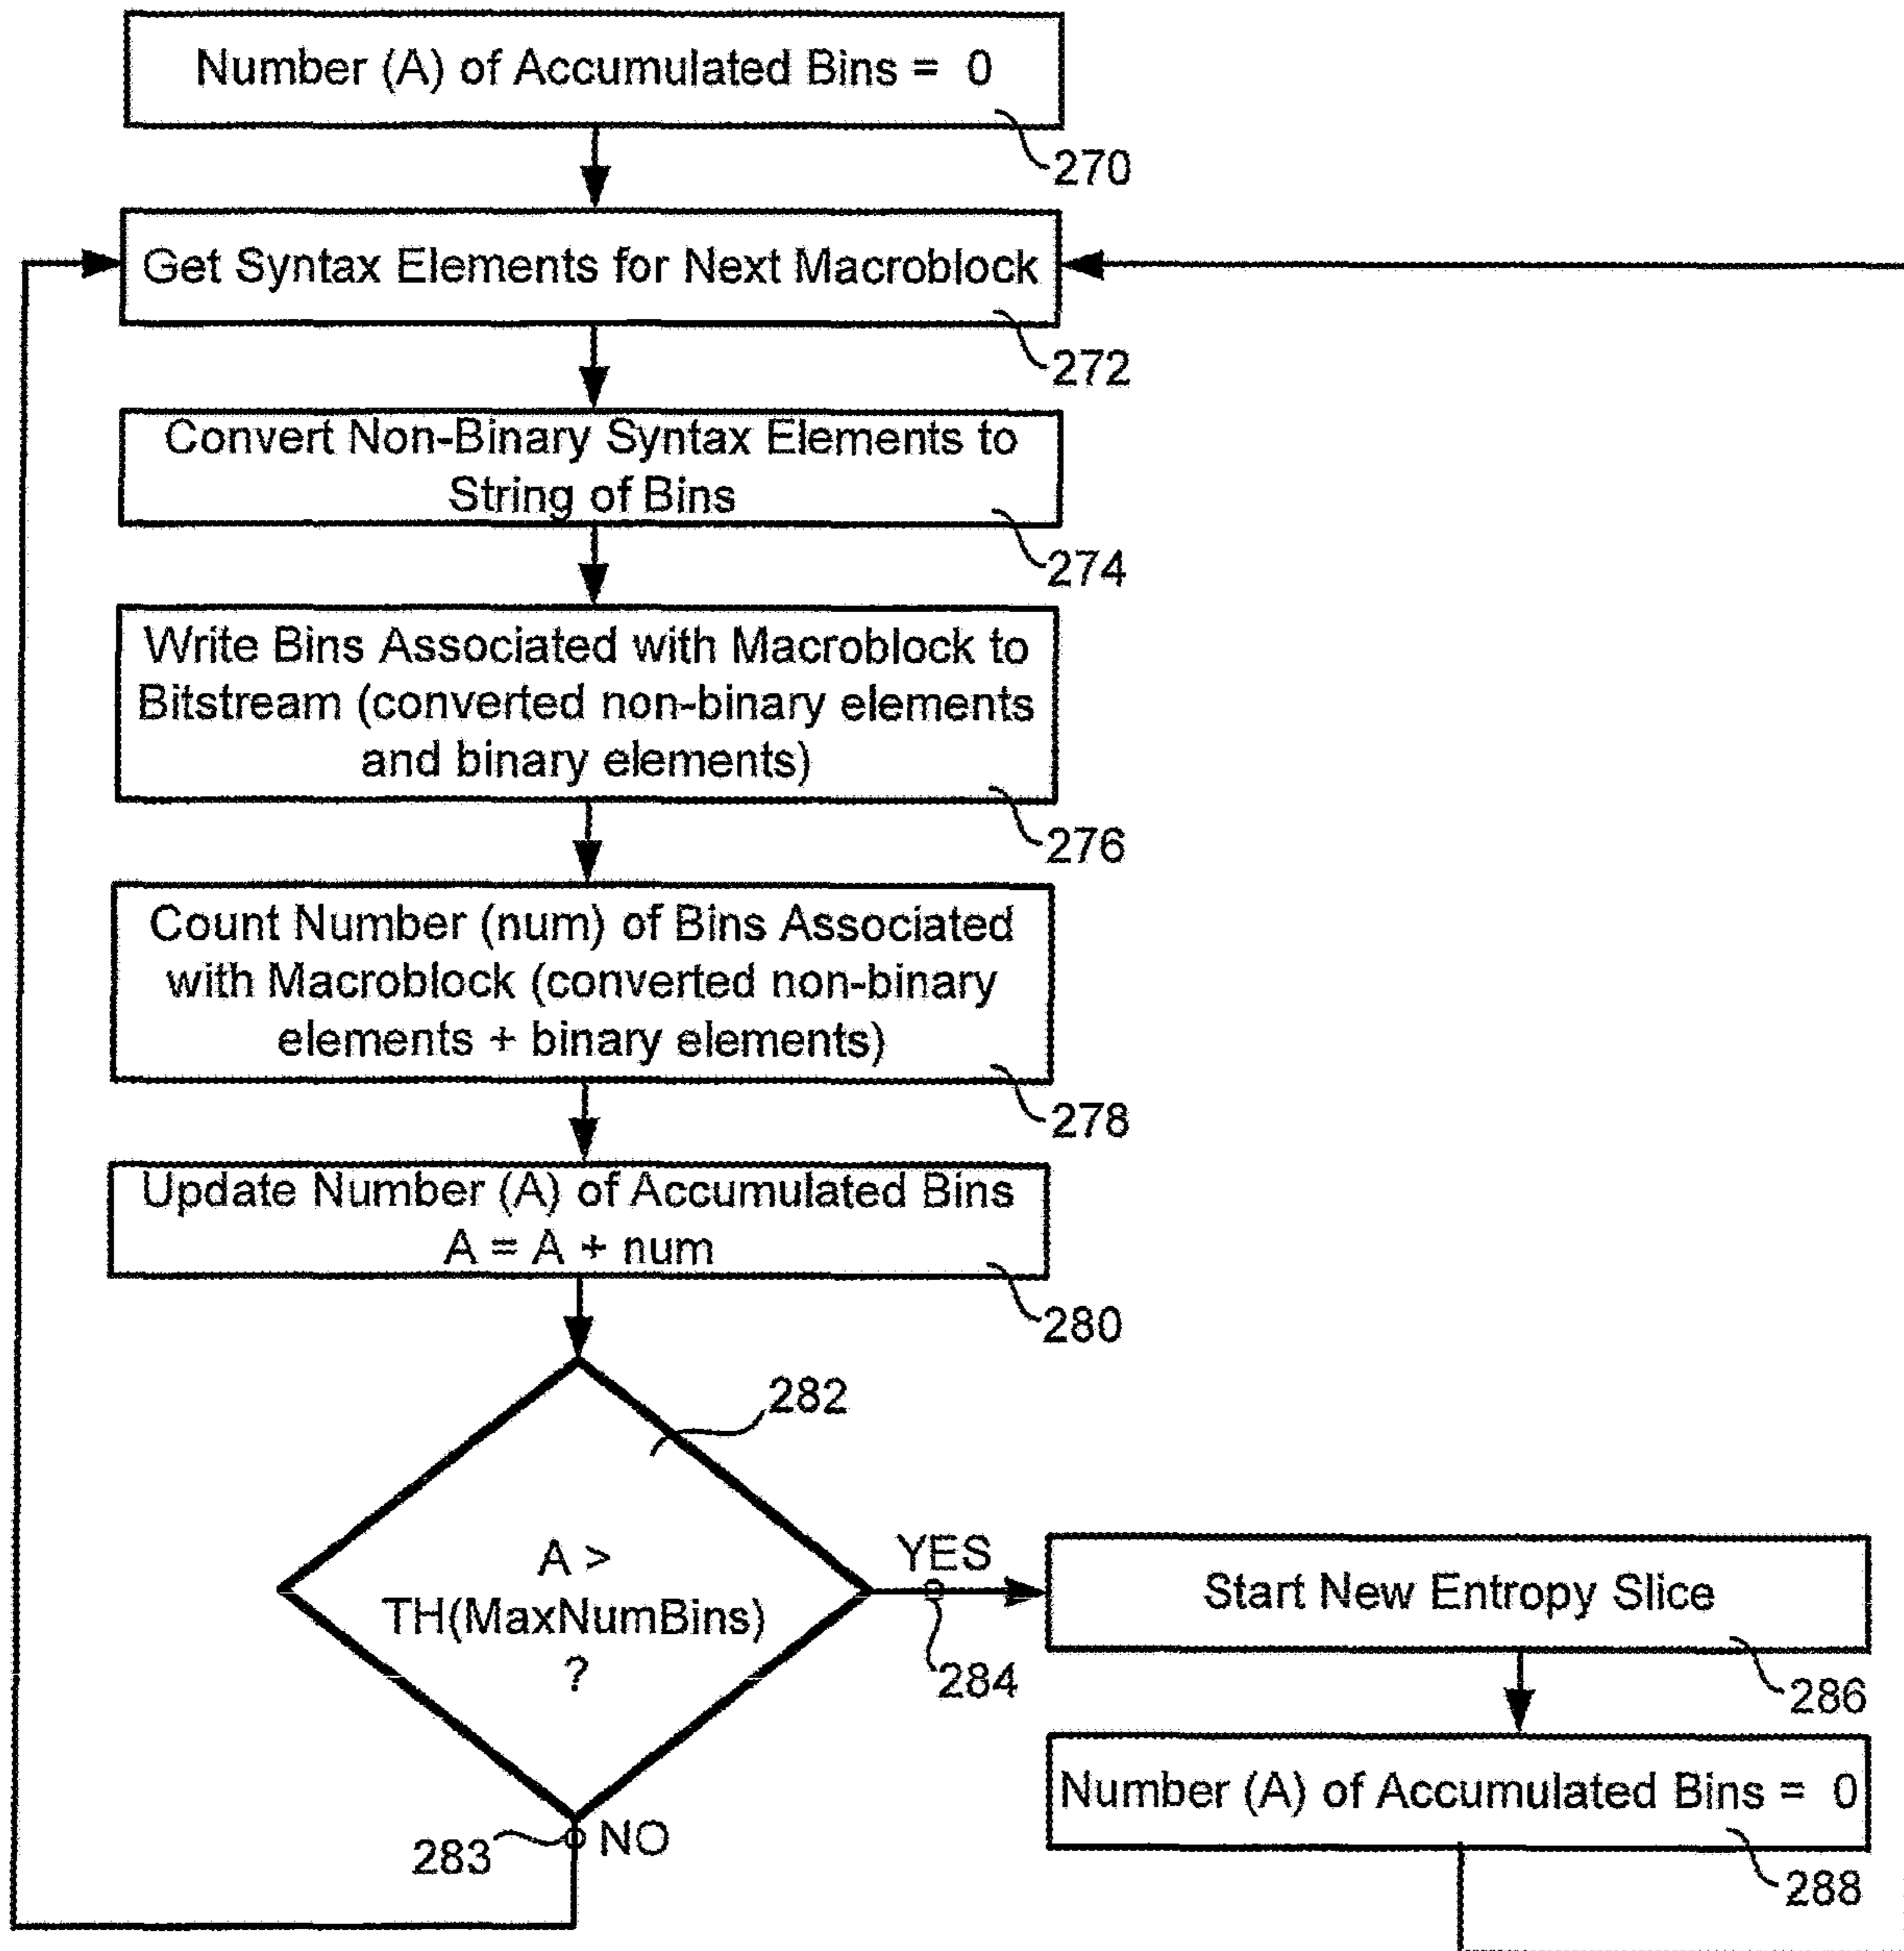 Number (A) of Accumulated Bins = 0
270
Get Syntax Elements for Next Macroblock
272
Convert Non-Binary Syntax Elements to
String of Bins
274
Write Bins Associated with Macroblock to
Bitstream (converted non-binary elements
and binary elements)
276
Count Number (num) of Bins Associated
with Macroblock (converted non-binary
elements + binary elements)
278
Update Number (A) of Accumulated Bins
A = A + num
280
282
A >
TH(MaxNumBins)
?
YES
284
283
NO
Start New Entropy Slice
286
Number (A) of Accumulated Bins = 0
288